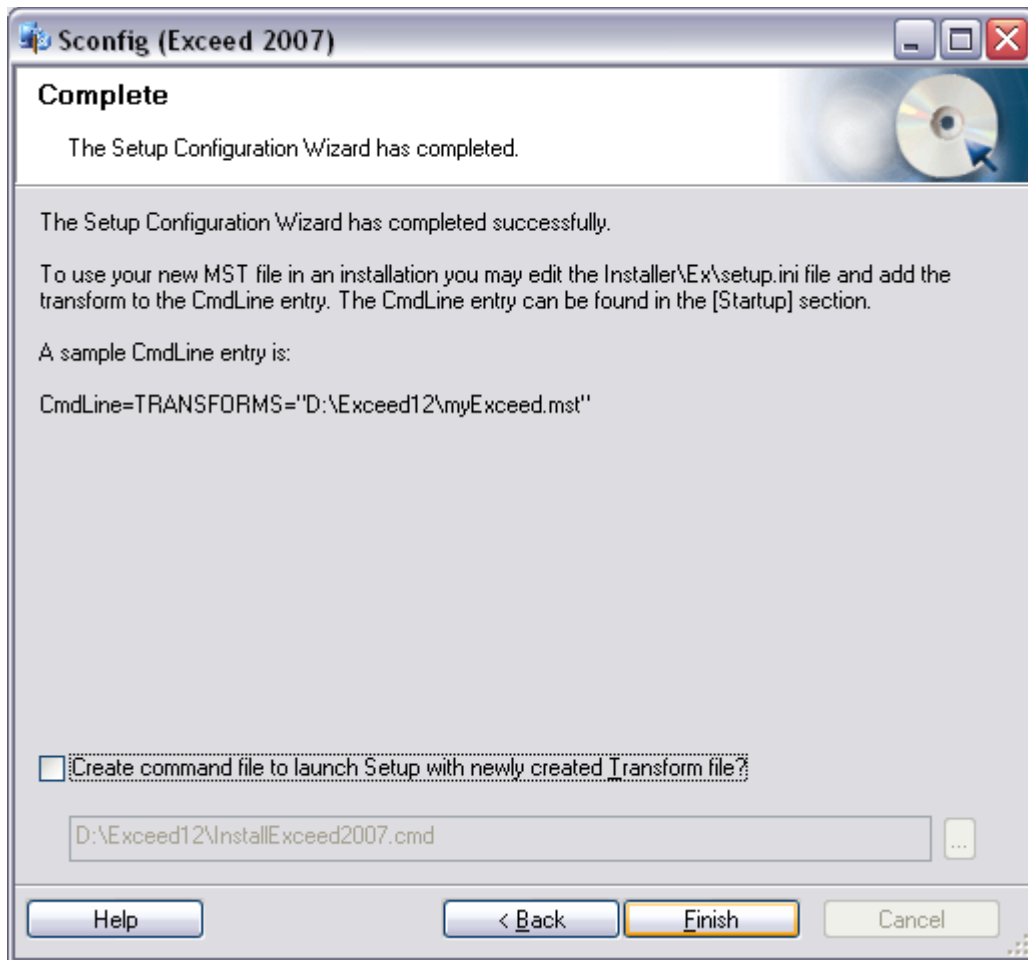 Sconfig (Exceed 2007)
Complete
The Setup Configuration Wizard has completed.
The Setup Configuration Wizard has completed successfully.
To use your new MST file in an installation you may edit the Installer\Ex\setup.ini file and add the
transform to the CmdLine entry. The CmdLine entry can be found in the [Startup] section.
A sample CmdLine entry is:
CmdLine=TRANSFORMS="D:\Exceed12\myExceed.mst"
Create command file to launch Setup with newly created Transform file?
D:\Exceed12\InstallExceed2007.cmd
...
Help
< Back
Finish
Cancel